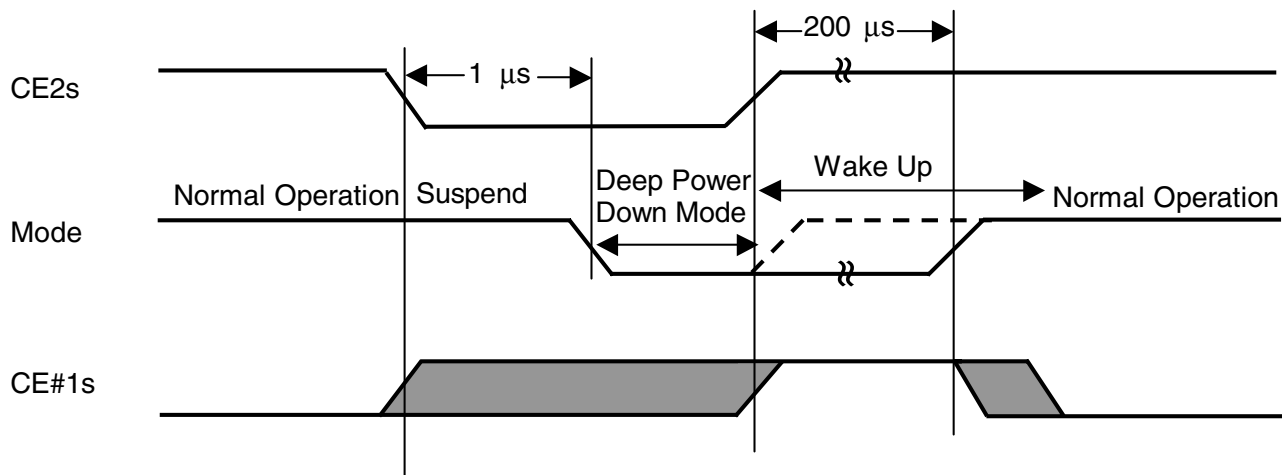 200 μs
CE2s
1 μs
Normal Operation
Suspend
Deep Power
Down Mode
Wake Up
Normal Operation
Mode
CE#1s